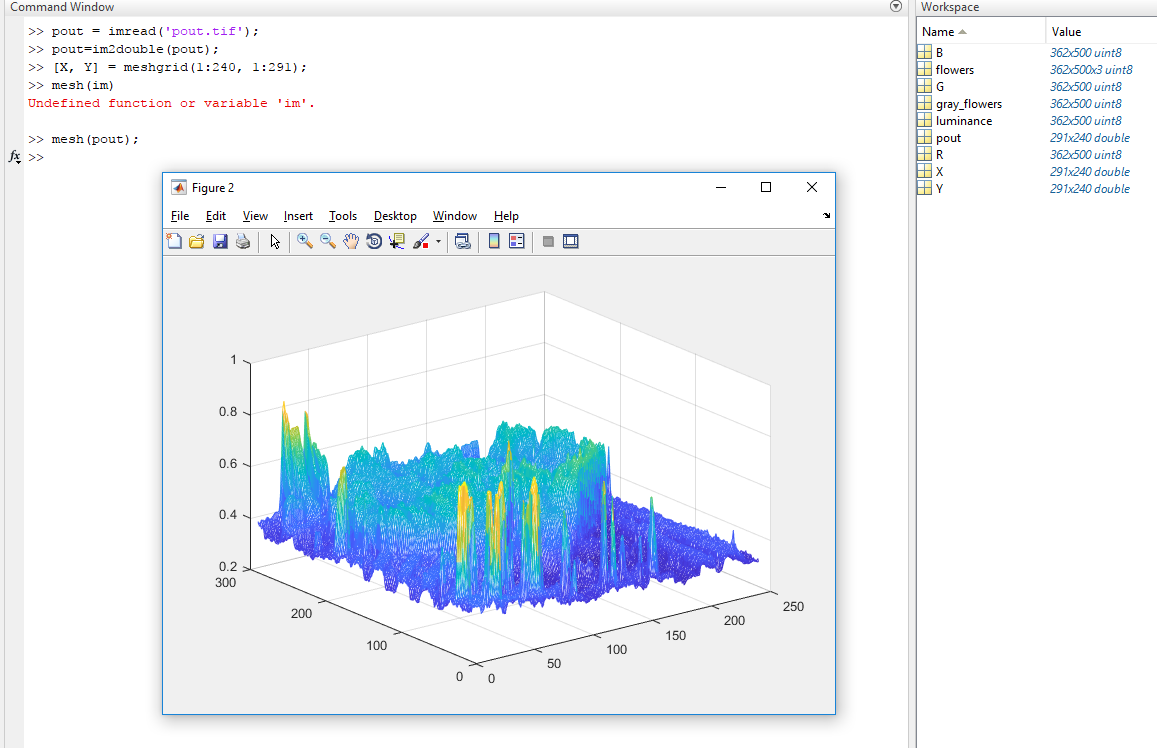 Command Window
>> pout = imread('pout.tif');
>> pout=im2double(pout);
>> [X, Y] = meshgrid(1:240, 1:291);
>> mesh(im)
Undefined function or variable 'im'.
>> mesh(pout);
fx >>
Figure 2
File Edit View Insert Tools Desktop Window Help
1
0.8
0.6
0.4
0.2
300
200
100
0
0
50
100
150
200
250
Workspace
Name Value
B 362x500 uint8
flowers 362x500x3 uint8
G 362x500 uint8
gray_flowers 362x500 uint8
luminance 362x500 uint8
pout 291x240 double
R 362x500 uint8
X 291x240 double
Y 291x240 double